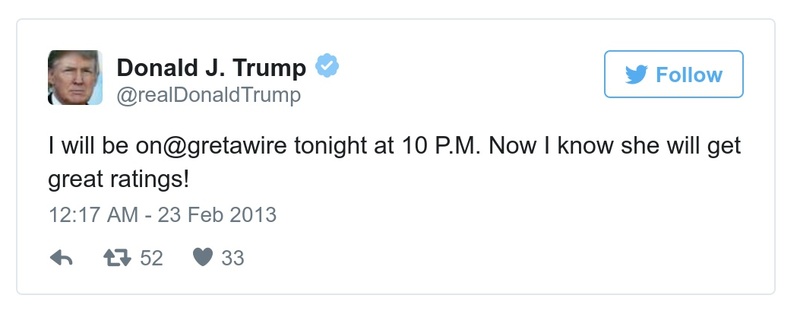 Donald J. Trump
@realDonaldTrump
Follow
I will be on@gretawire tonight at 10 P.M. Now I know she will get
great ratings!
12:17 AM - 23 Feb 2013
52 33